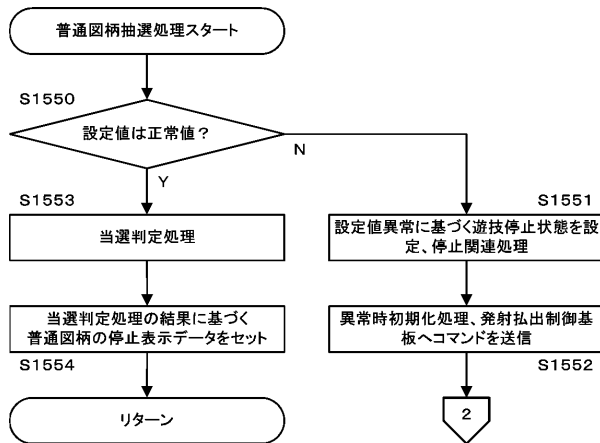 普通図柄抽選処理スタート
S1550
設定値は正常値？
N
Y
S1553
当選判定処理
S1551
設定値異常に基づく遊技停止状態を設
定、停止関連処理
当選判定処理の結果に基づく
普通図柄の停止表示データをセット
S1554
異常時初期化処理、発射払出制御基
板へコマンドを送信
S1552
リターン
2